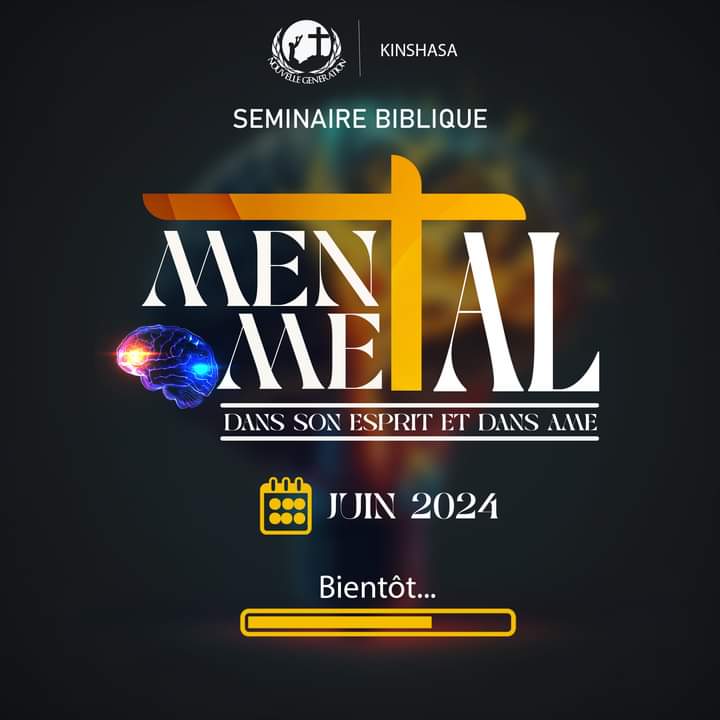 NOUVELLE GENERATION
KINSHASA
SEMINAIRE BIBLIQUE
MENTAL
METAL
DANS SON ESPRIT ET DANS AME
JUIN 2024
Bientôt...